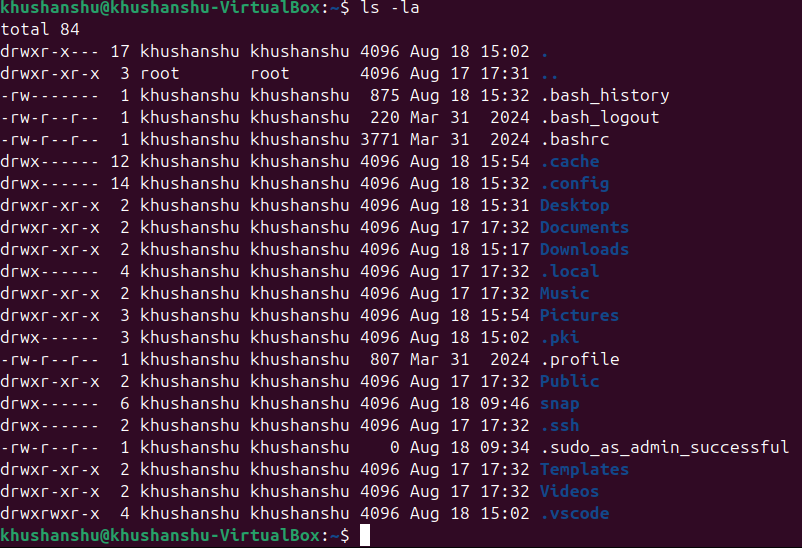 khushanshu@khushanshu-VirtualBox:~$ ls -la
total 84
drwxr-x--- 17 khushanshu khushanshu 4096 Aug 18 15:02 .
drwxr-xr-x  3 root       root       4096 Aug 17 17:31 ..
-rw-------  1 khushanshu khushanshu  875 Aug 18 15:32 .bash_history
-rw-r--r--  1 khushanshu khushanshu  220 Mar 31  2024 .bash_logout
-rw-r--r--  1 khushanshu khushanshu 3771 Mar 31  2024 .bashrc
drwx------ 12 khushanshu khushanshu 4096 Aug 18 15:54 .cache
drwx------ 14 khushanshu khushanshu 4096 Aug 18 15:32 .config
drwxr-xr-x  2 khushanshu khushanshu 4096 Aug 18 15:31 Desktop
drwxr-xr-x  2 khushanshu khushanshu 4096 Aug 17 17:32 Documents
drwxr-xr-x  2 khushanshu khushanshu 4096 Aug 18 15:17 Downloads
drwx------  4 khushanshu khushanshu 4096 Aug 17 17:32 .local
drwxr-xr-x  2 khushanshu khushanshu 4096 Aug 17 17:32 Music
drwxr-xr-x  3 khushanshu khushanshu 4096 Aug 18 15:54 Pictures
drwx------  3 khushanshu khushanshu 4096 Aug 18 15:02 .pki
-rw-r--r--  1 khushanshu khushanshu  807 Mar 31  2024 .profile
drwxr-xr-x  2 khushanshu khushanshu 4096 Aug 17 17:32 Public
drwx------  6 khushanshu khushanshu 4096 Aug 18 09:46 snap
drwx------  2 khushanshu khushanshu 4096 Aug 17 17:32 .ssh
-rw-r--r--  1 khushanshu khushanshu    0 Aug 18 09:34 .sudo_as_admin_successful
drwxr-xr-x  2 khushanshu khushanshu 4096 Aug 17 17:32 Templates
drwxr-xr-x  2 khushanshu khushanshu 4096 Aug 17 17:32 Videos
drwxrwxr-x  4 khushanshu khushanshu 4096 Aug 18 15:02 .vscode
khushanshu@khushanshu-VirtualBox:~$